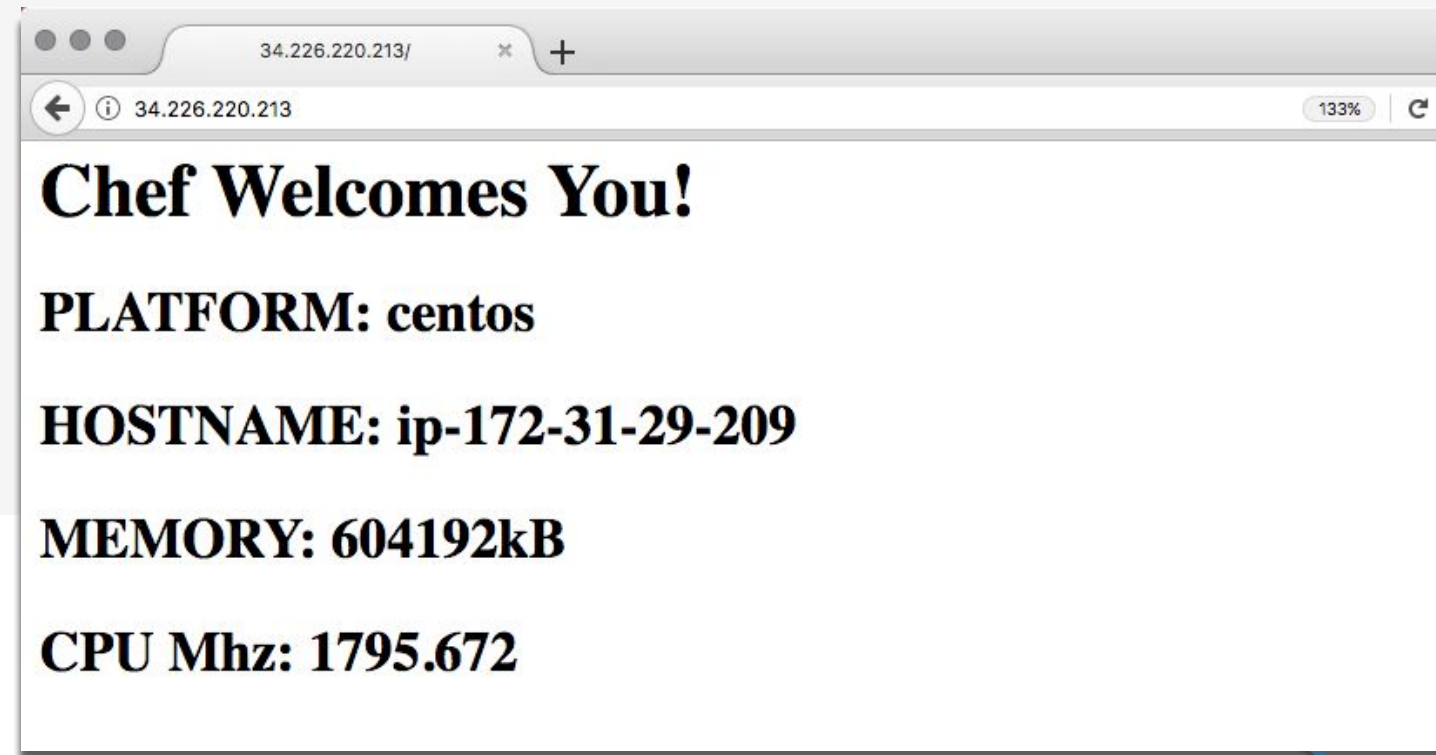 34.226.220.213/
34.226.220.213
133%
Chef Welcomes You!
PLATFORM: centos
HOSTNAME: ip-172-31-29-209
MEMORY: 604192kB
CPU Mhz: 1795.672